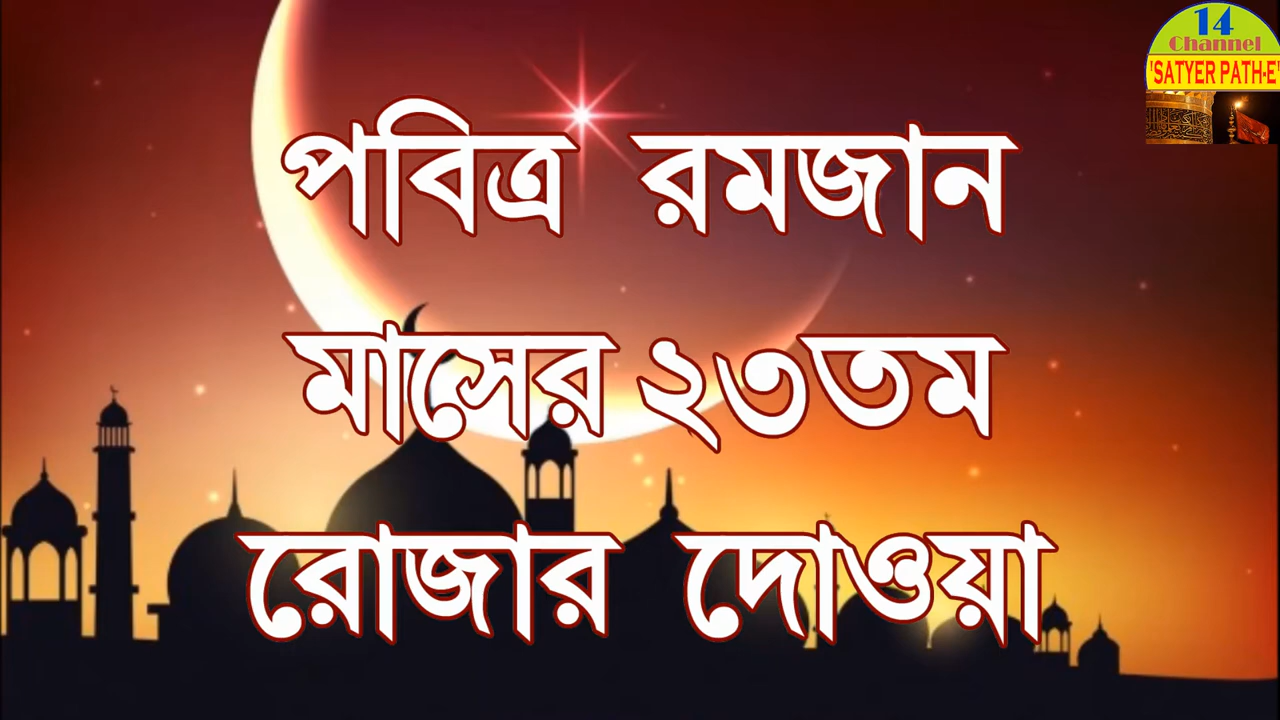 14
Channel
'SATYER PATH-E'
পবিত্র রমজান
মাসের ২৩তম
রোজার দোওয়া